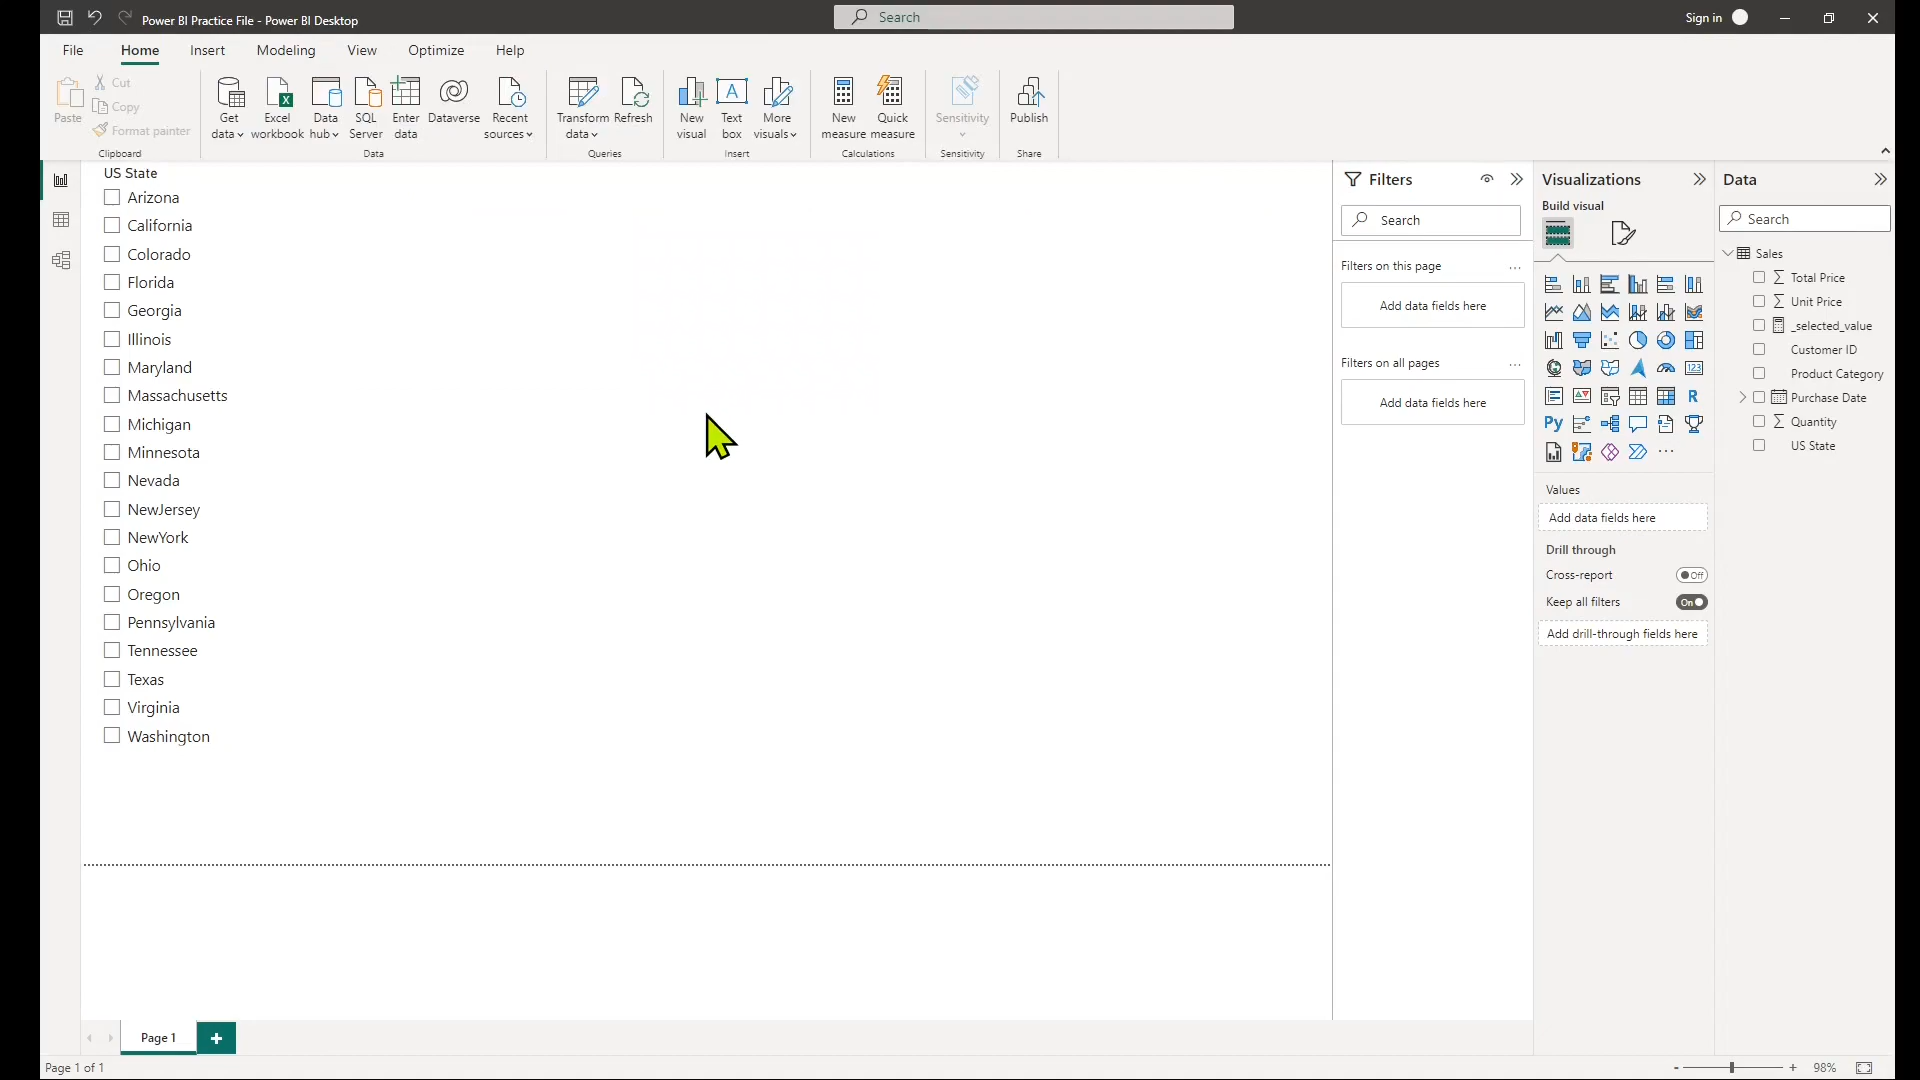 Power BI Practice File - Power BI Desktop
Search
Sign in
File
Home
Insert
Modeling
View
Optimize
Help
Paste
Cut
Copy
Format painter
Clipboard
Get data
Excel workbook
Data hub
SQL Server
Enter data
Dataverse
Recent sources
Data
Transform data
Refresh
Queries
New visual
Text box
A
More visuals
Insert
New measure
Quick measure
Calculations
Sensitivity
Sensitivity
Publish
Share
US State
Arizona
California
Colorado
Florida
Georgia
Illinois
Maryland
Massachusetts
Michigan
Minnesota
Nevada
NewJersey
NewYork
Ohio
Oregon
Pennsylvania
Tennessee
Texas
Virginia
Washington
Filters
Search
Filters on this page
...
Add data fields here
Filters on all pages
...
Add data fields here
Visualizations
Build visual
123
R
Py
...
Values
Add data fields here
Drill through
Cross-report
Off
Keep all filters
On
Add drill-through fields here
Data
Search
Sales
Σ Total Price
Σ Unit Price
_selected_value
Customer ID
Product Category
Purchase Date
Σ Quantity
US State
Page 1
+
Page 1 of 1
- + 98%